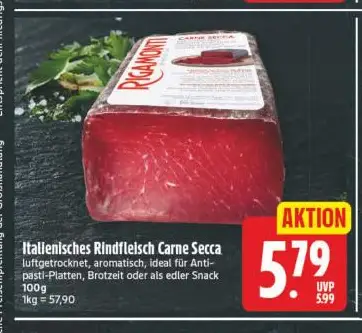 CARNE SECCA
RIGAMONTI
Italienisches Rindfleisch Carne Secca
luftgetrocknet, aromatisch, ideal für Anti-
pasti-Platten, Brotzeit oder als edler Snack
100g
1kg = 57,90
AKTION
5.79
UVP
5.99